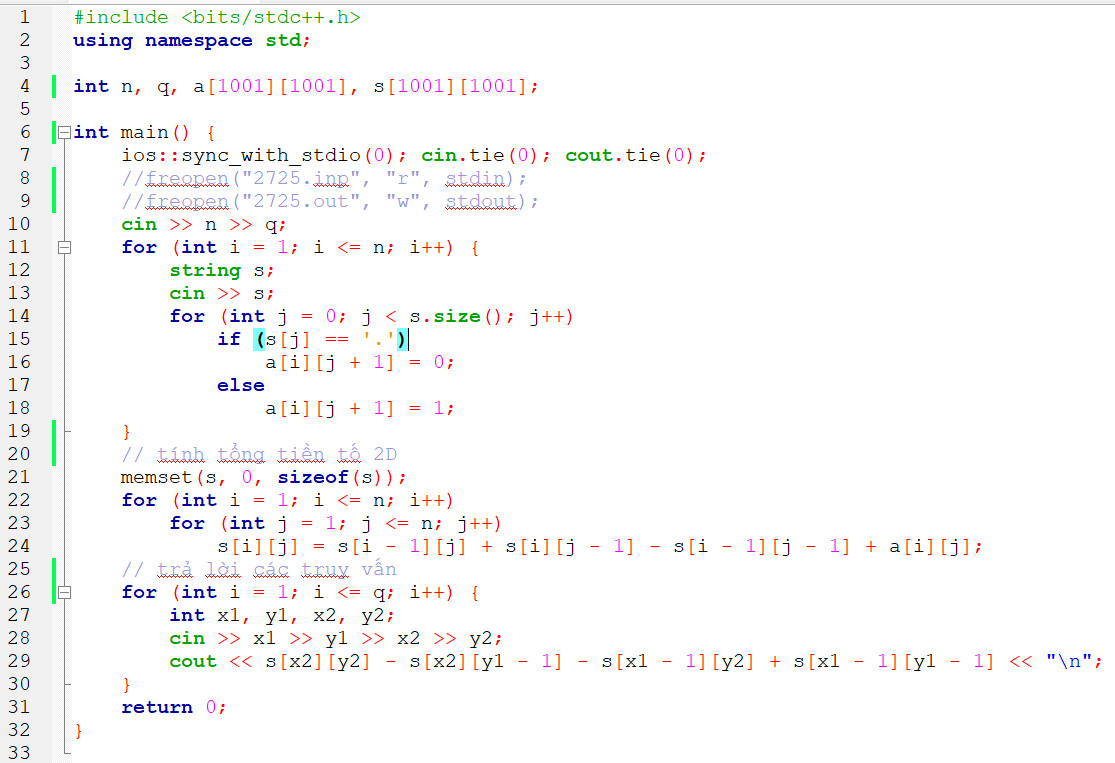 1 #include <bits/stdc++.h>
2 using namespace std;
3
4 int n, q, a[1001][1001], s[1001][1001];
5
6 int main() {
7 ios::sync_with_stdio(0); cin.tie(0); cout.tie(0);
8 //freopen("2725.inp", "r", stdin);
9 //freopen("2725.out", "w", stdout);
10 cin >> n >> q;
11 for (int i = 1; i <= n; i++) {
12 string s;
13 cin >> s;
14 for (int j = 0; j < s.size(); j++)
15 if (s[j] == '.')
16 a[i][j + 1] = 0;
17 else
18 a[i][j + 1] = 1;
19 }
20 // tính tổng tiền tố 2D
21 memset(s, 0, sizeof(s));
22 for (int i = 1; i <= n; i++)
23 for (int j = 1; j <= n; j++)
24 s[i][j] = s[i - 1][j] + s[i][j - 1] - s[i - 1][j - 1] + a[i][j];
25 // trả lời các truy vấn
26 for (int i = 1; i <= q; i++) {
27 int x1, y1, x2, y2;
28 cin >> x1 >> y1 >> x2 >> y2;
29 cout << s[x2][y2] - s[x2][y1 - 1] - s[x1 - 1][y2] + s[x1 - 1][y1 - 1] << "\n";
30 }
31 return 0;
32 }
33